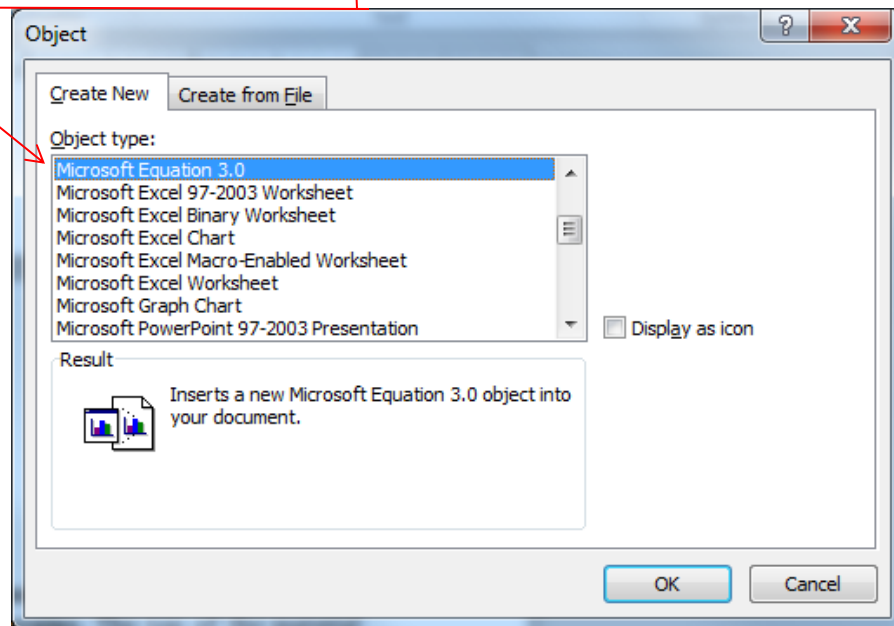 Object
?
X
Create New
Create from File
Object type:
Microsoft Equation 3.0
Microsoft Excel 97-2003 Worksheet
Microsoft Excel Binary Worksheet
Microsoft Excel Chart
Microsoft Excel Macro-Enabled Worksheet
Microsoft Excel Worksheet
Microsoft Graph Chart
Microsoft PowerPoint 97-2003 Presentation
Display as icon
Result
Inserts a new Microsoft Equation 3.0 object into
your document.
OK
Cancel